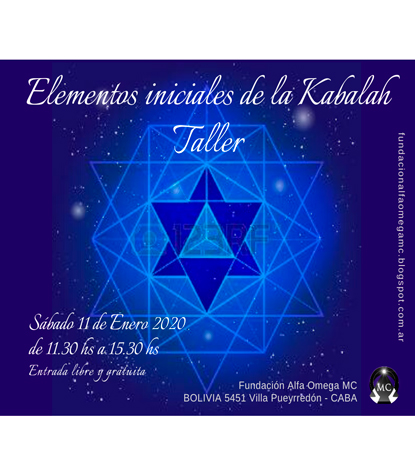 Elementos iniciales de la Kabalah
Taller
123RF
Sábado 11 de Enero 2020
de 11.30 hs a 15.30 hs
Entrada libre y gratuita
Fundación Alfa Omega MC
BOLIVIA 5451 Villa Pueyrredón - CABA
MC
fundacionalfaomegamc.blogspot.com.ar